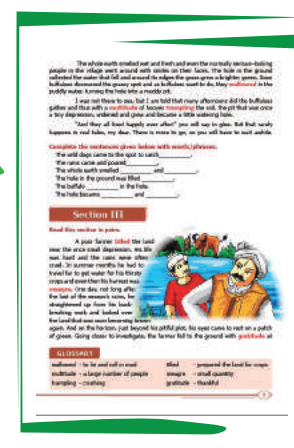 The whole earth smelled wet and fresh and even the normally serious-looking
people in the village went around with smiles on their faces. The hole in the ground
collected the water that fell and around its edges the grass grew a brighter green. Some
buffaloes discovered the grassy spot and as buffaloes want to do, they wallowed in the
puddly water, turning the hole into a muddy pit.
I was not there to see, but I am told that many afternoons did the buffaloes
gather and thus with a multitude of hooves trampling the soil, the pit that was once
a tiny depression, widened and grew and became a little watering hole.
"And they all lived happily ever after" you will say in glee. But that rarely
happens in real tales, my dear. There is more to go, so you will have to wait awhile.
Complete the sentences given below with words/phrases.
The wild dogs came to the spot to catch
The rains came and poured
The whole earth smelled and
The hole in the ground was filled
The buffalo in the hole.
The hole became and
Section III
Read this section in pairs.
A poor farmer tilled the land
near the once small depression. His life
was hard and the rains were often
cruel. In summer months he had to
travel far to get water for his thirsty
crops and even then his harvest was
meagre. One day, not long after
the last of the season's rains, he
straightened up from his back-
breaking work and looked over
the land that was soon becoming brown
again. And on the horizon, just beyond his pitiful plot, his eyes came to rest on a patch
of green. Going closer to investigate, the farmer fell to the ground with gratitude at
GLOSSARY
wallowed - to lie and roll in mud
tilled - prepared the land for crops
multitude - a large number of people
meagre - small quantity
trampling - crushing
gratitude - thankful